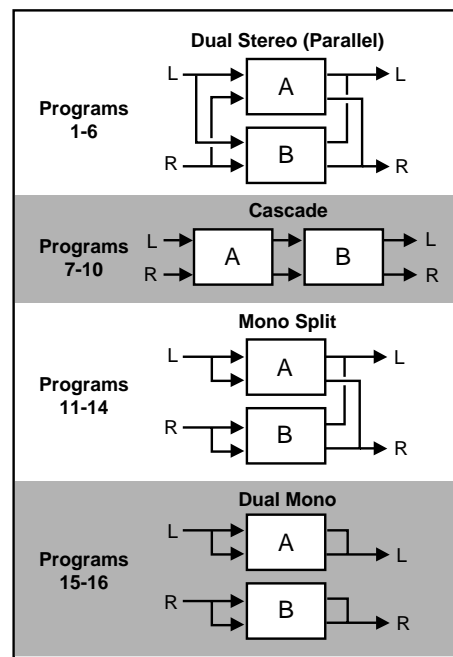 Dual Stereo (Parallel)
L A L
Programs
1-6
R B R
Cascade
Programs
7-10
L L
A B
R R
Mono Split
L A L
Programs
11-14
R B R
Dual Mono
L A L
Programs
15-16
R B R